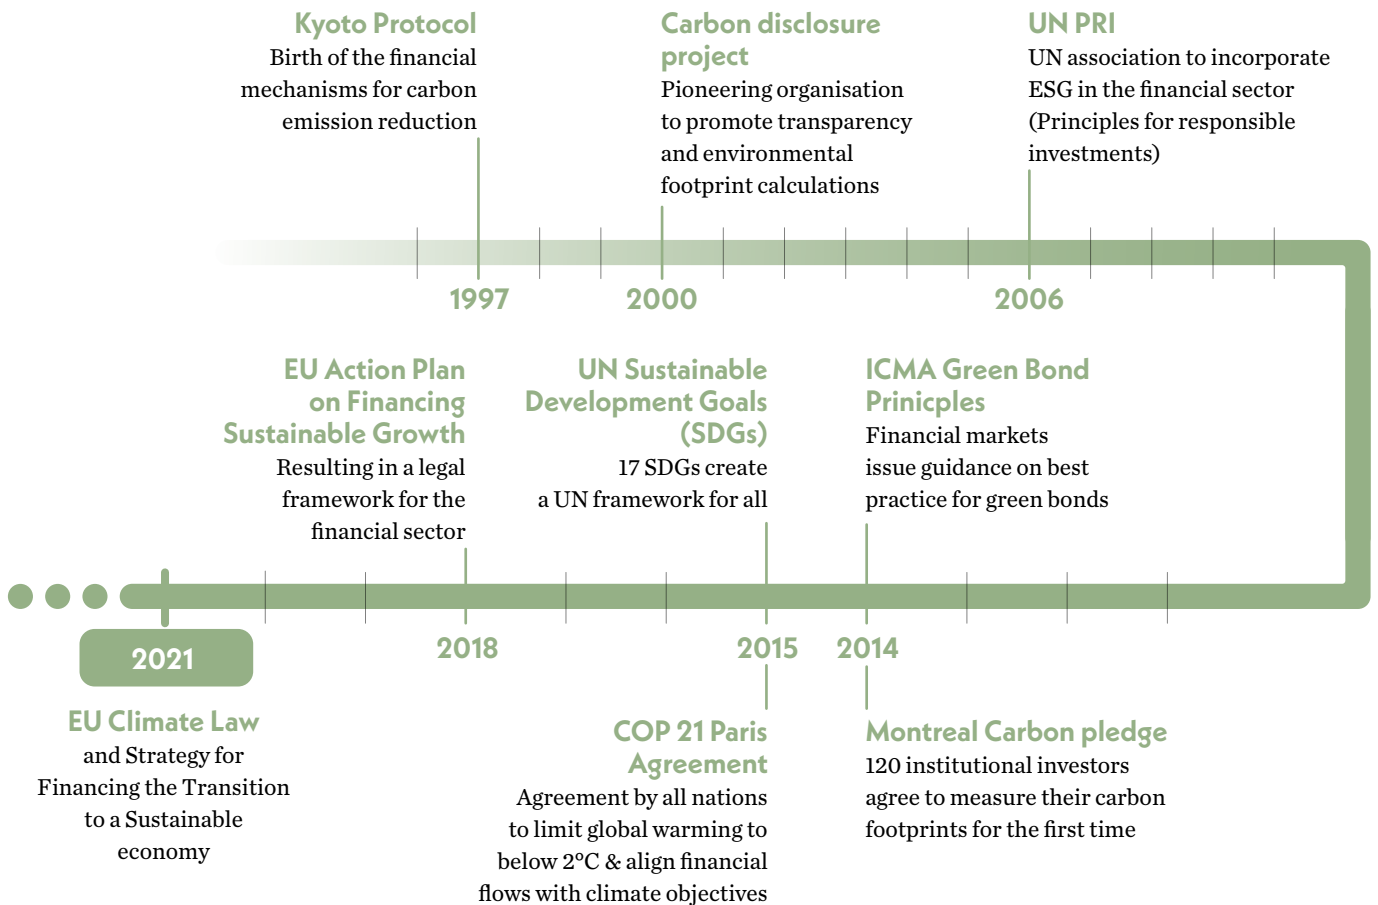 Kyoto Protocol
Birth of the financial
mechanisms for carbon
emission reduction
Carbon disclosure
project
Pioneering organisation
to promote transparency
and environmental
footprint calculations
UN PRI
UN association to incorporate
ESG in the financial sector
(Principles for responsible
investments)
1997
2000
2006
EU Action Plan
on Financing
Sustainable Growth
Resulting in a legal
framework for the
financial sector
UN Sustainable
Development Goals
(SDGs)
17 SDGs create
a UN framework for all
ICMA Green Bond
Prinicples
Financial markets
issue guidance on best
practice for green bonds
2021
2018
2015
2014
EU Climate Law
and Strategy for
Financing the Transition
to a Sustainable
economy
COP 21 Paris
Agreement
Agreement by all nations
to limit global warming to
below 2°C & align financial
flows with climate objectives
Montreal Carbon pledge
120 institutional investors
agree to measure their carbon
footprints for the first time